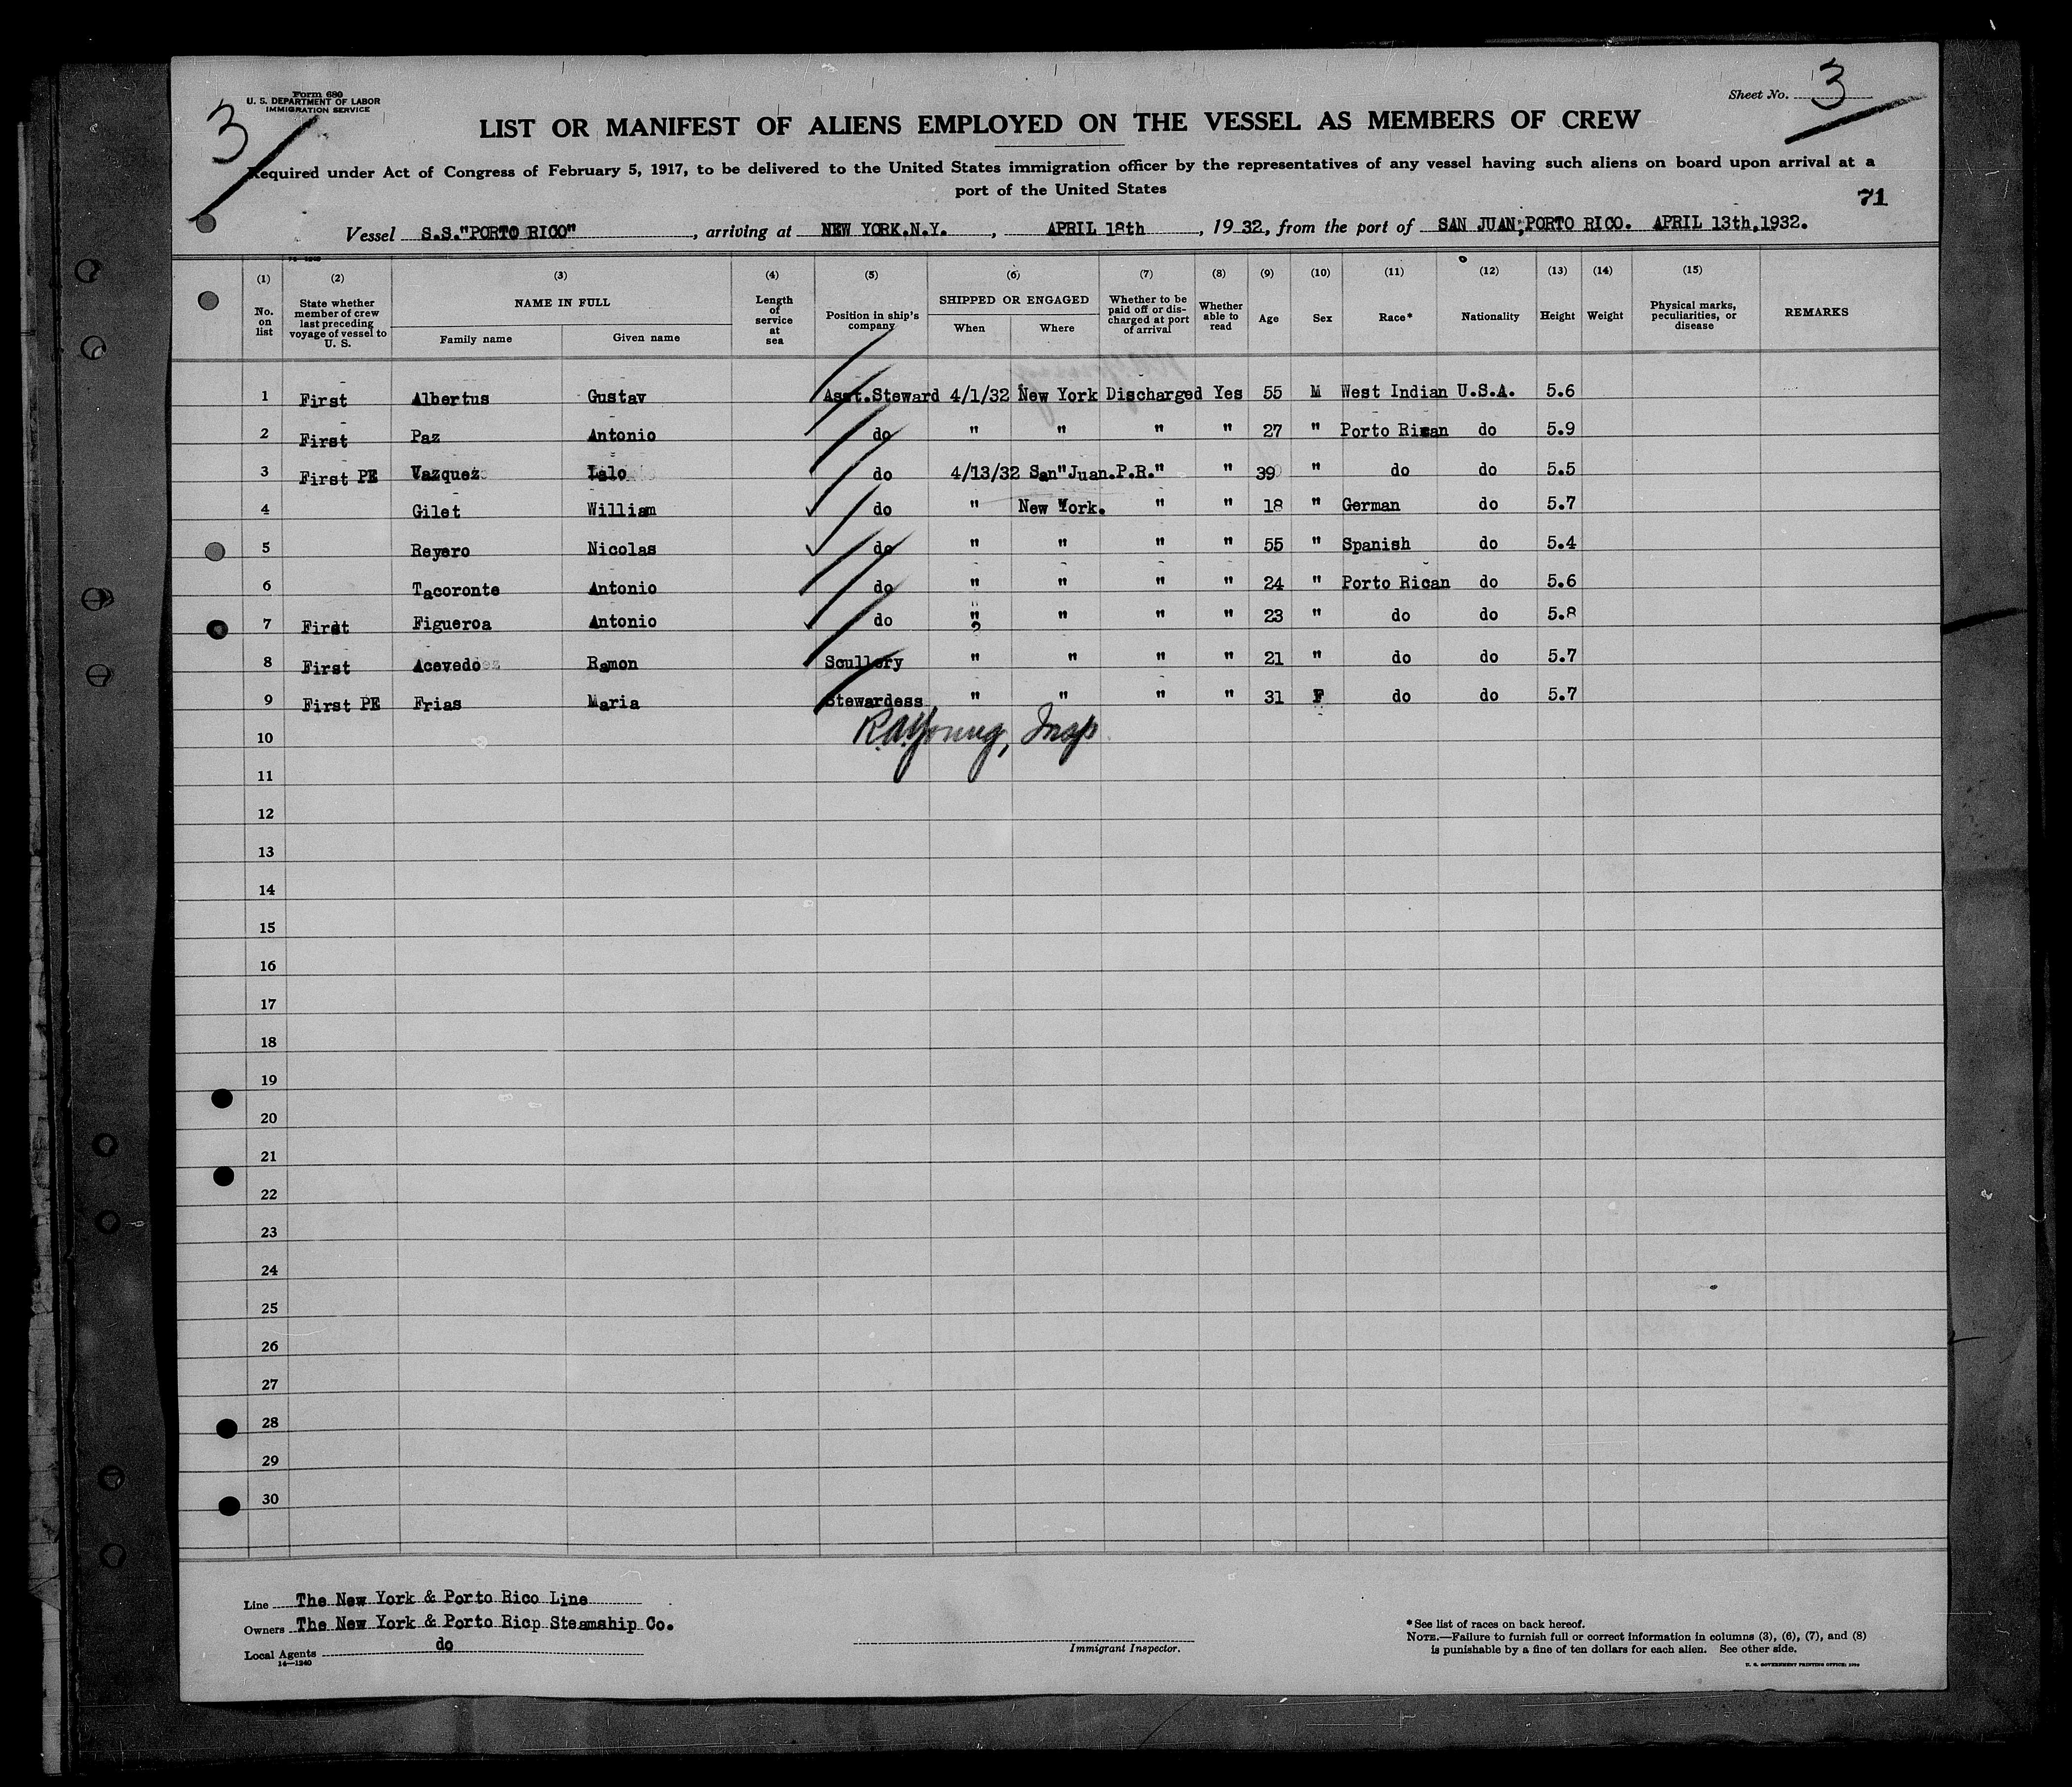 Form 680
U. S. DEPARTMENT OF LABOR
IMMIGRATION SERVICE
3
Sheet No. 3
LIST OR MANIFEST OF ALIENS EMPLOYED ON THE VESSEL AS MEMBERS OF CREW
Required under Act of Congress of February 5, 1917, to be delivered to the United States immigration officer by the representatives of any vessel having such aliens on board upon arrival at a
port of the United States
71
Vessel S.S."PORTO RICO", arriving at NEW YORK.N.Y., APRIL 18th, 1932, from the port of SAN JUAN;PORTO RICO. APRIL 13th,1932.
(1) (2) (3) (4) (5) (6) (7) (8) (9) (10) (11) (12) (13) (14) (15)
No. on list State whether member of crew last preceding voyage of vessel to U. S. NAME IN FULL Family name Given name Length of service at sea Position in ship's company SHIPPED OR ENGAGED When Where Whether to be paid off or discharged at port of arrival Whether able to read Age Sex Race* Nationality Height Weight Physical marks, peculiarities, or disease REMARKS
1 First Albertus Gustav Asst.Steward 4/1/32 New York Discharged Yes 55 M West Indian U.S.A. 5.6
2 First Paz Antonio do " " " " 27 " Porto Rican do 5.9
3 First PE Vazquez Lalo do 4/13/32 San"Juan.P.R." " 39 " do do 5.5
4 Gilet William do " New York. " " 18 " German do 5.7
5 Reyero Nicolas do " " " " 55 " Spanish do 5.4
6 Tacoronte Antonio do " " " " 24 " Porto Rican do 5.6
7 First Figueroa Antonio do " " " " 23 " do do 5.8
8 First Acevedo Ramon Scullery " " " " 21 " do do 5.7
9 First PE Frias Maria Stewardess " " " " 31 F do do 5.7
10 R.A.Young, Insp
11
12
13
14
15
16
17
18
19
20
21
22
23
24
25
26
27
28
29
30
Line The New York & Porto Rico Line
Owners The New York & Porto Ricp Steamship Co.
Local Agents do
14—1240
Immigrant Inspector.
*See list of races on back hereof.
NOTE.—Failure to furnish full or correct information in columns (3), (6), (7), and (8)
is punishable by a fine of ten dollars for each alien. See other side.